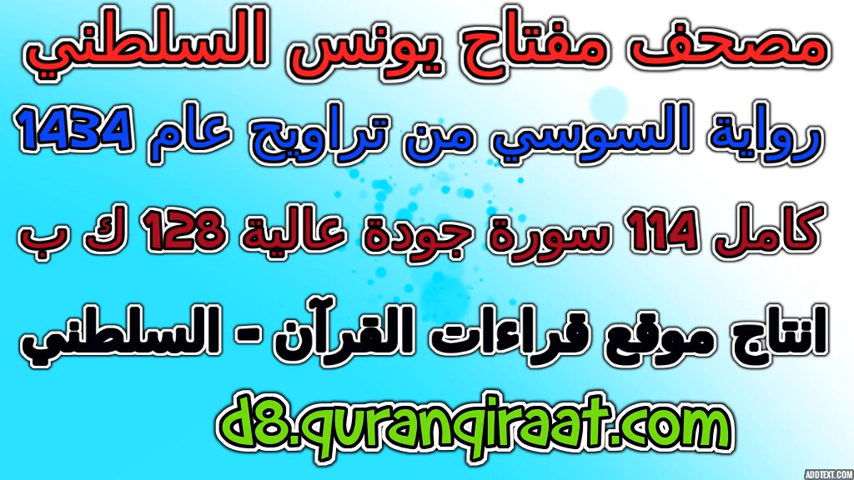 مصحف مفتاح يونس السلطني
رواية السوسي من تراويح عام 1434
كامل 114 سورة جودة عالية 128 ك ب
انتاج موقع قراءات القرآن - السلطني
d8.quranqiraat.com
ADDTEXT.COM